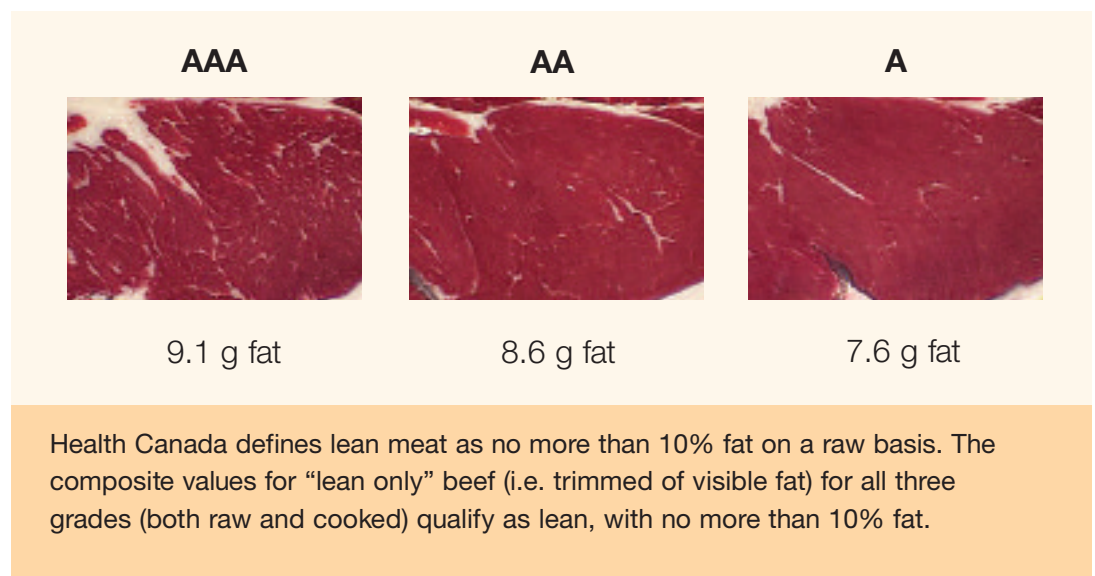 AAA AA A
9.1 g fat 8.6 g fat 7.6 g fat
Health Canada defines lean meat as no more than 10% fat on a raw basis. The
composite values for “lean only” beef (i.e. trimmed of visible fat) for all three
grades (both raw and cooked) qualify as lean, with no more than 10% fat.